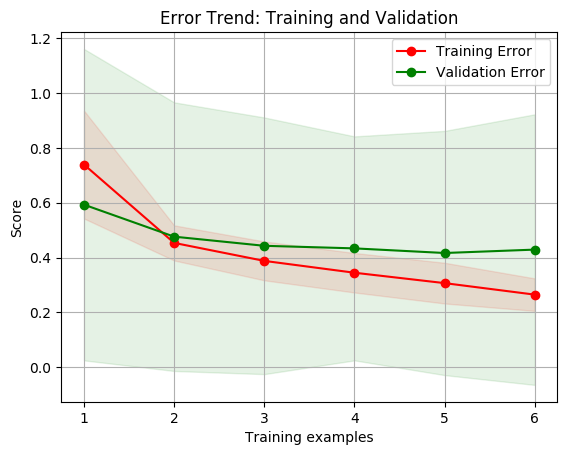 Error Trend: Training and Validation
Training Error
Validation Error
Score
1.2
1.0
0.8
0.6
0.4
0.2
0.0
1 2 3 4 5 6
Training examples